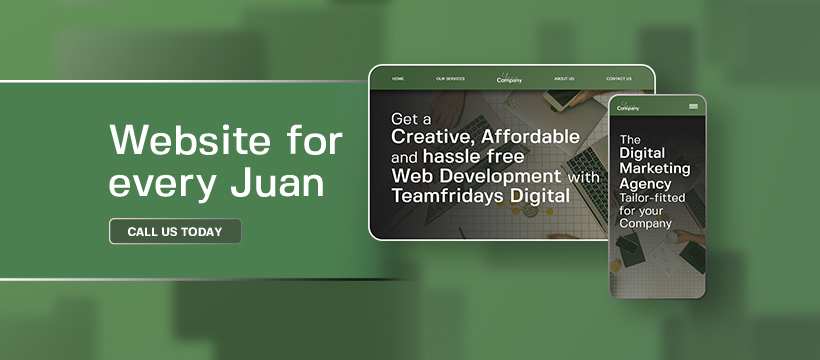 Website for
every Juan
CALL US TODAY
HOME
OUR SERVICES
Company
ABOUT US
CONTACT US
Get a
Creative, Affordable
and hassle free
Web Development with
Teamfridays Digital
Company
The
Digital
Marketing
Agency
Tailor-fitted
for your
Company